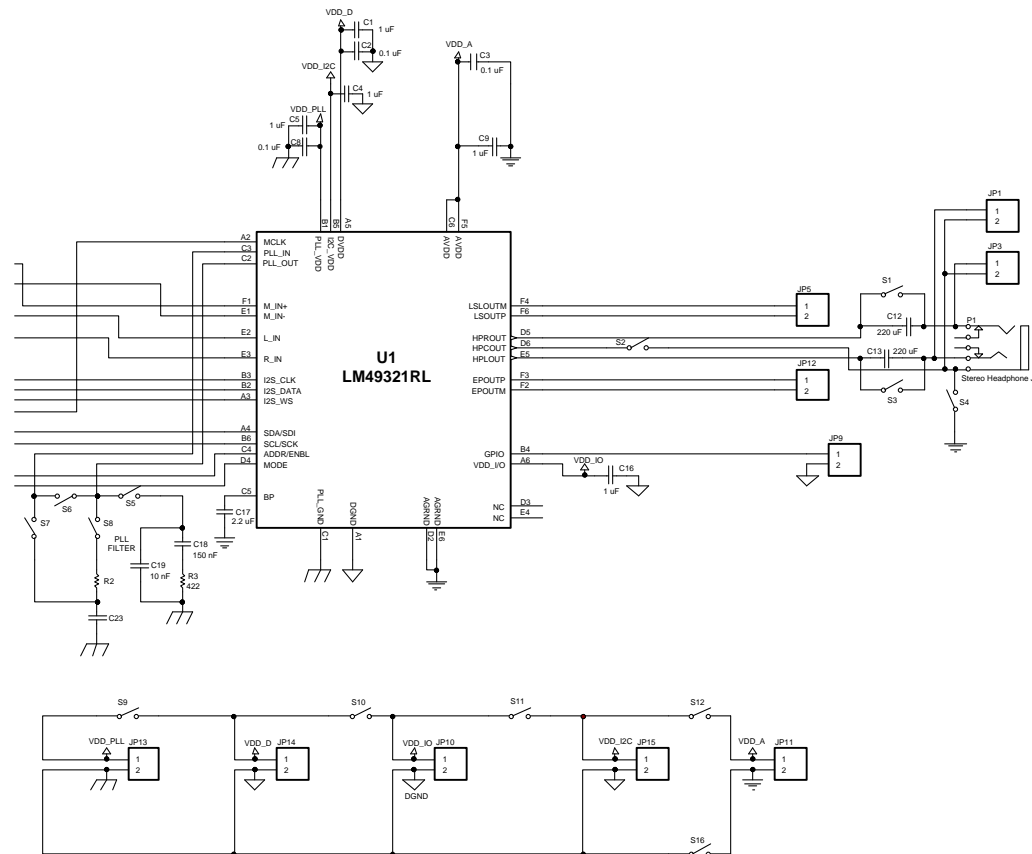 VDD_D
C1
1 uF
C2
0.1 uF
VDD_A
C3
0.1 uF
VDD_I2C
C4
1 uF
VDD_PLL
C5
1 uF
C8
0.1 uF
C9
1 uF
B1
B5
A5
C6
F5
PLL_VDD
I2C_VDD
DVDD
AVDD
AVDD
A2 MCLK
C3 PLL_IN
C2 PLL_OUT
F1 M_IN+
E1 M_IN-
E2 L_IN
E3 R_IN
B3 I2S_CLK
B2 I2S_DATA
A3 I2S_WS
A4 SDA/SDI
B6 SCL/SCK
C4 ADDR/ENBL
D4 MODE
C5 BP
U1
LM49321RL
LSLOUTM F4
LSOUTP F6
HPROUT D5
HPCOUT D6
HPLOUT E5
EPOUTP F3
EPOUTM F2
GPIO B4
VDD_I/O A6
NC D3
NC E4
PLL_GND
DGND
AGRND
AGRND
C1
A1
D2
E6
JP1
1
2
JP3
1
2
JP5
1
2
S1
C12
220 uF
P1
S2
C13 220 uF
JP12
1
2
S3
S4
Stereo Headphone J
JP9
1
2
VDD_IO
C16
1 uF
C17
2.2 uF
S6
S5
S7
S8
PLL
FILTER
C18
150 nF
C19
10 nF
R2
R3
422
C23
S9
S10
S11
S12
VDD_PLL
JP13
1
2
VDD_D
JP14
1
2
VDD_IO
JP10
1
2
DGND
VDD_I2C
JP15
1
2
VDD_A
JP11
1
2
S16